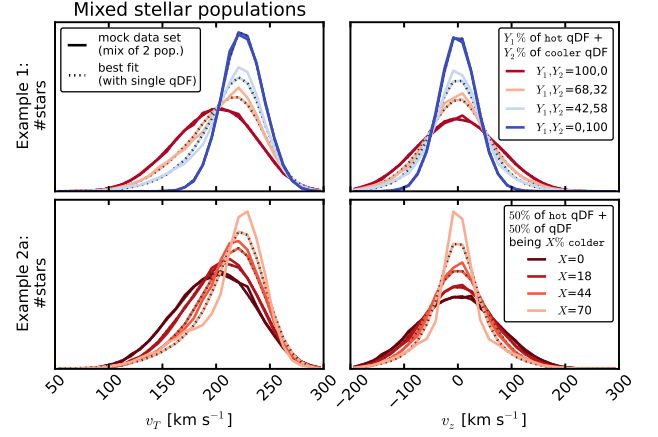 Mixed stellar populations
Example 1:
#stars
mock data set
(mix of 2 pop.)
best fit
(with single qDF)
Y₁% of hot qDF +
Y₂% of cooler qDF
Y₁,Y₂=100,0
Y₁,Y₂=68,32
Y₁,Y₂=42,58
Y₁,Y₂=0,100
Example 2a:
#stars
50% of hot qDF +
50% of qDF
being X% colder
X=0
X=18
X=44
X=70
50 100 150 200 250 300
−200 −100 0 100 200 300
v_T [km s⁻¹]
v_z [km s⁻¹]